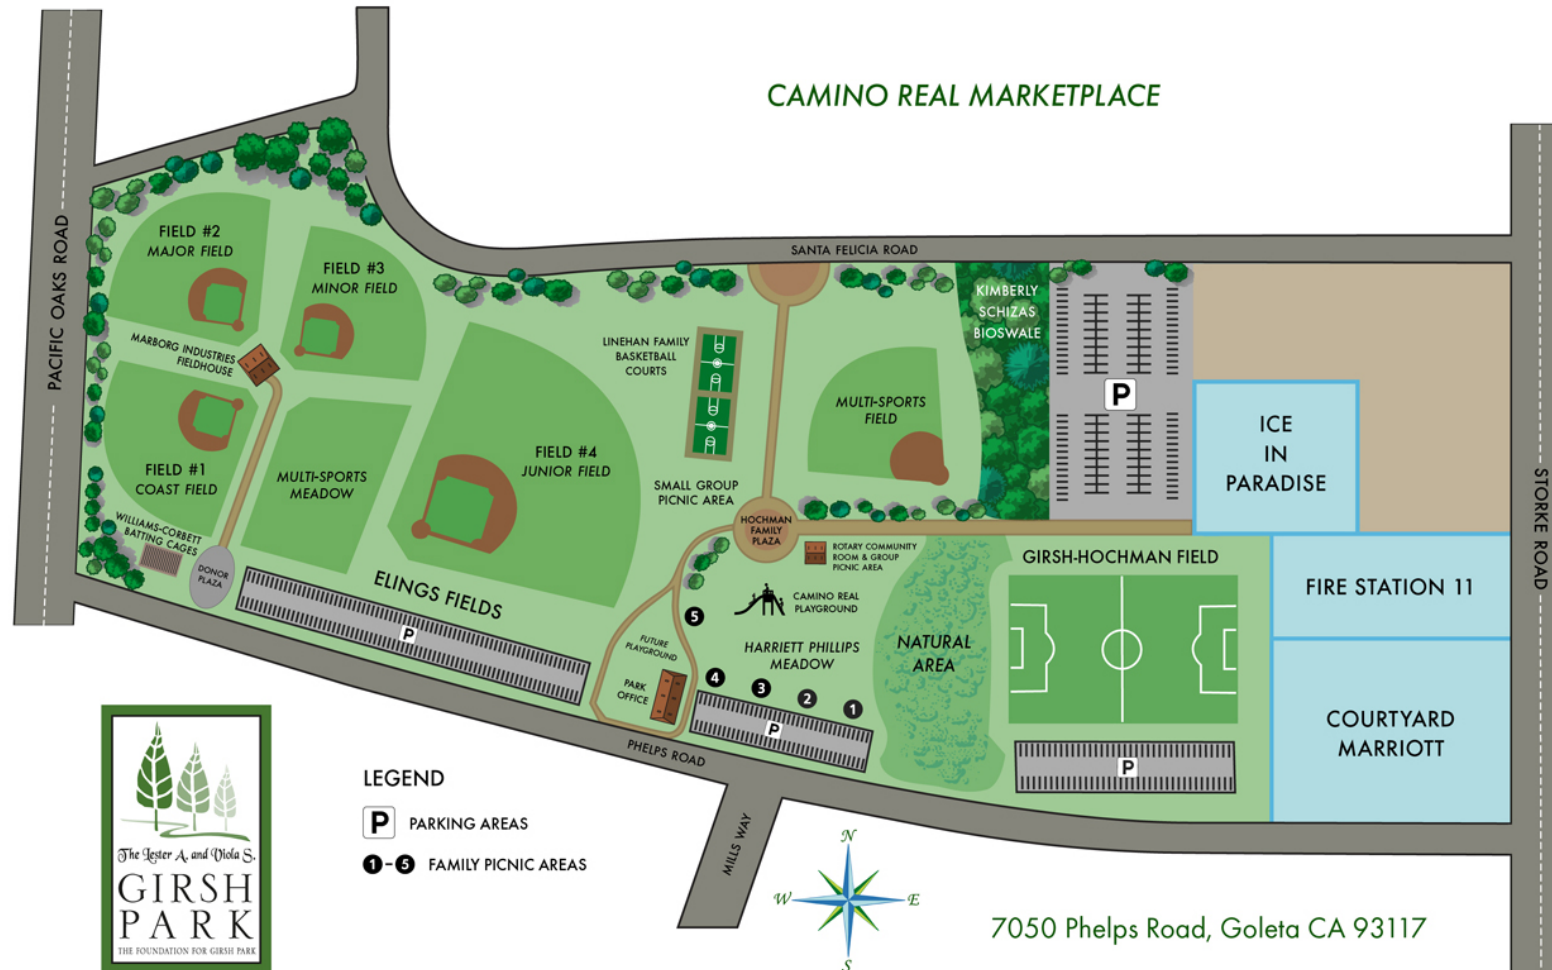 CAMINO REAL MARKETPLACE
PACIFIC OAKS ROAD
SANTA FELICIA ROAD
STORKE ROAD
FIELD #2
MAJOR FIELD
FIELD #3
MINOR FIELD
MARBORG INDUSTRIES
FIELDHOUSE
FIELD #1
COAST FIELD
MULTI-SPORTS
MEADOW
WILLIAMS-CORBETT
BATTING CAGES
DONOR
PLAZA
FIELD #4
JUNIOR FIELD
ELINGS FIELDS
P
LINEHAN FAMILY
BASKETBALL
COURTS
SMALL GROUP
PICNIC AREA
MULTI-SPORTS
FIELD
KIMBERLY
SCHIZAS
BIOSWALE
P
ICE
IN
PARADISE
HOCHMAN
FAMILY
PLAZA
ROTARY COMMUNITY
ROOM & GROUP
PICNIC AREA
CAMINO REAL
PLAYGROUND
HARRIETT PHILLIPS
MEADOW
NATURAL
AREA
GIRSH-HOCHMAN FIELD
FIRE STATION 11
COURTYARD
MARRIOTT
FUTURE
PLAYGROUND
PARK
OFFICE
5
4
3
2
1
P
P
PHELPS ROAD
MILLS WAY
The Lester A. and Viola S.
GIRSH
PARK
THE FOUNDATION FOR GIRSH PARK
LEGEND
P PARKING AREAS
1-5 FAMILY PICNIC AREAS
N
W E
S
7050 Phelps Road, Goleta CA 93117